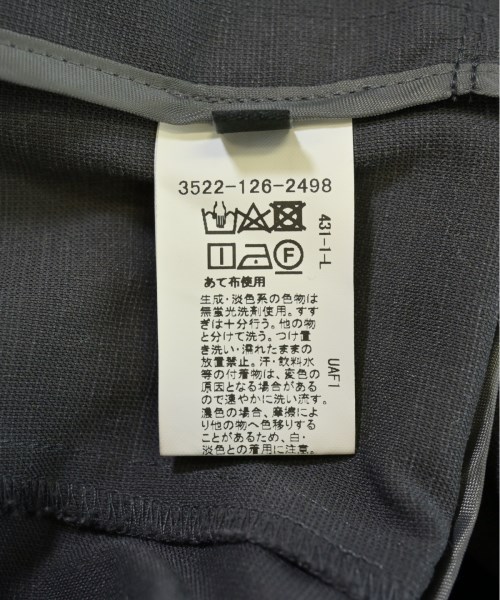 3522-126-2498
F
あて布使用
生成・淡色系の色物は
無蛍光洗剤使用。すす
ぎは十分行う。他の物
と分けて洗う。つけ置
き洗い・濡れたままの
放置禁止。汗・飲料水
等の付着物は、変色の
原因となる場合がある
ので速やかに洗い流す。
濃色の場合、摩擦によ
り他の物へ色移りする
ことがあるため、白・
淡色との着用に注意。
431-1-L
UAF1